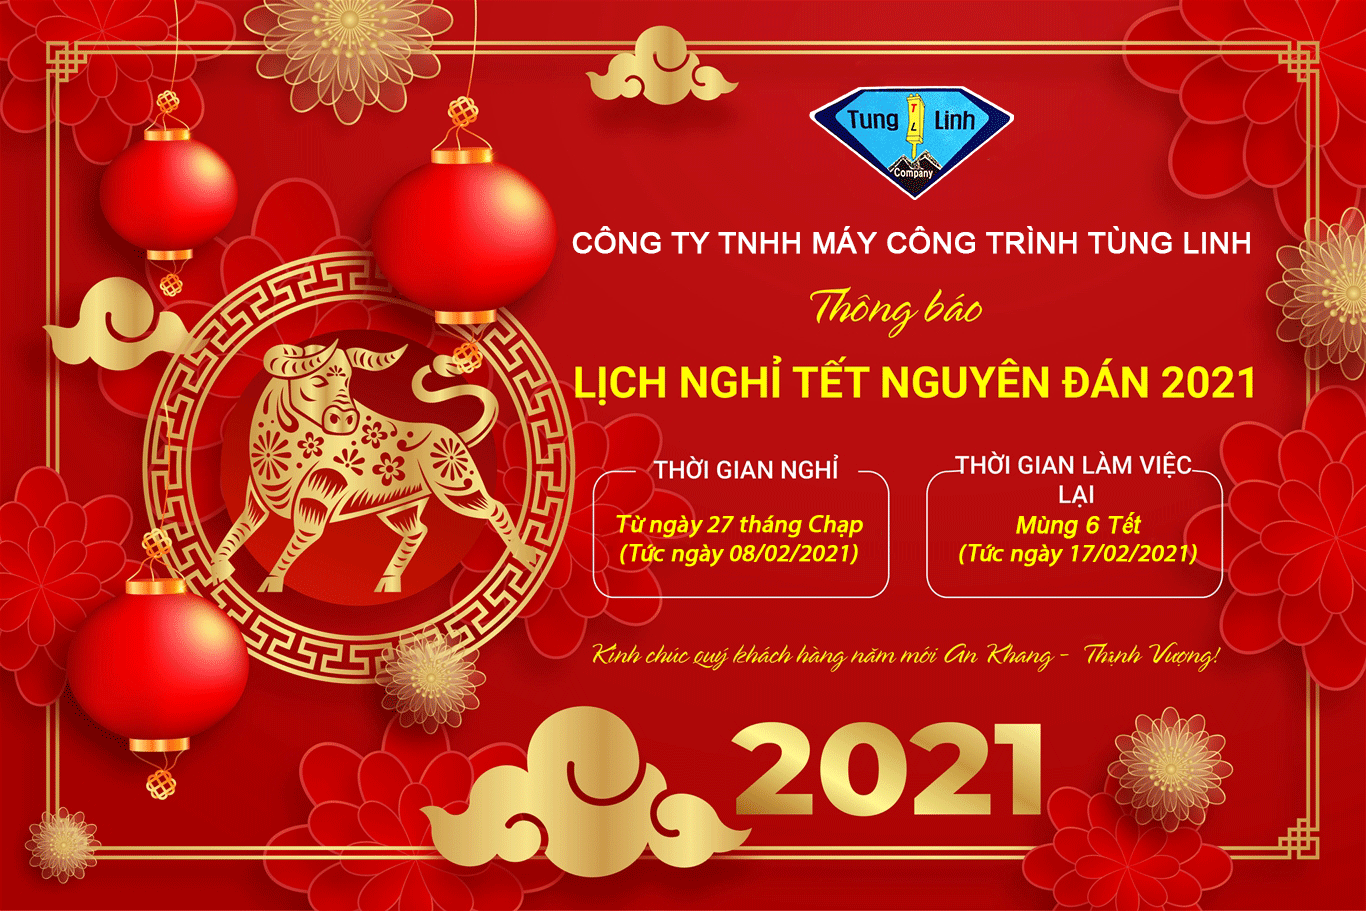 Tung TL Linh
Company
CÔNG TY TNHH MÁY CÔNG TRÌNH TÙNG LINH
Thông báo
LỊCH NGHỈ TẾT NGUYÊN ĐÁN 2021
THỜI GIAN NGHỈ
Từ ngày 27 tháng Chạp
(Tức ngày 08/02/2021)
THỜI GIAN LÀM VIỆC
LẠI
Mùng 6 Tết
(Tức ngày 17/02/2021)
Kính chúc quý khách hàng năm mới An Khang - Thịnh Vượng!
2021